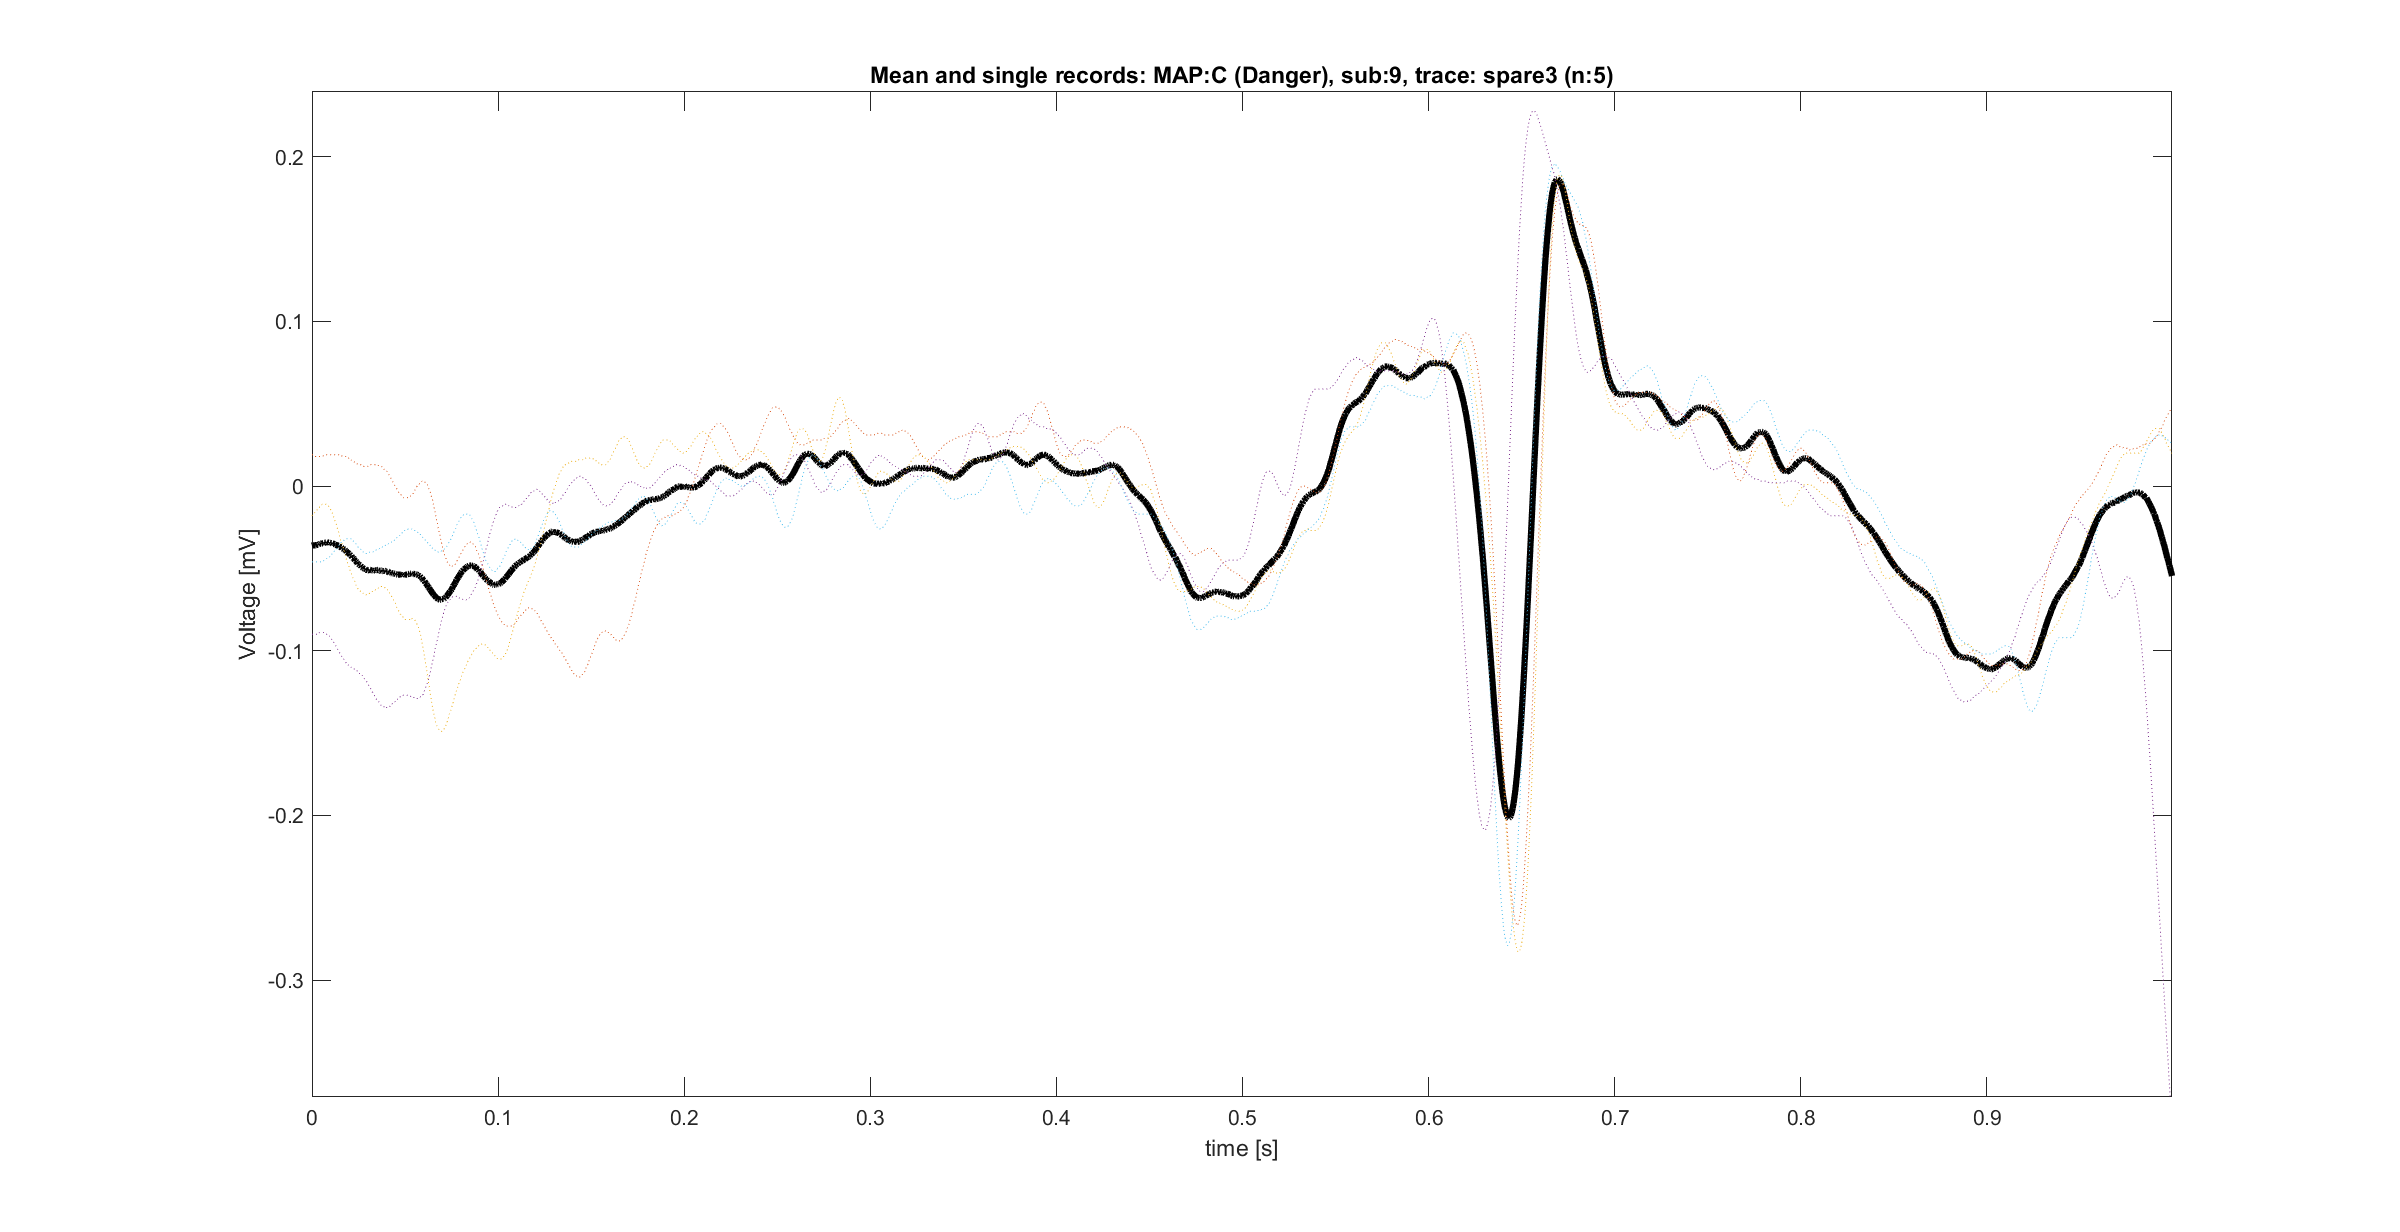 Mean and single records: MAP:C (Danger), sub:9, trace: spare3 (n:5)
0.2
0.1
0
-0.1
-0.2
-0.3
Voltage [mV]
0 0.1 0.2 0.3 0.4 0.5 0.6 0.7 0.8 0.9
time [s]